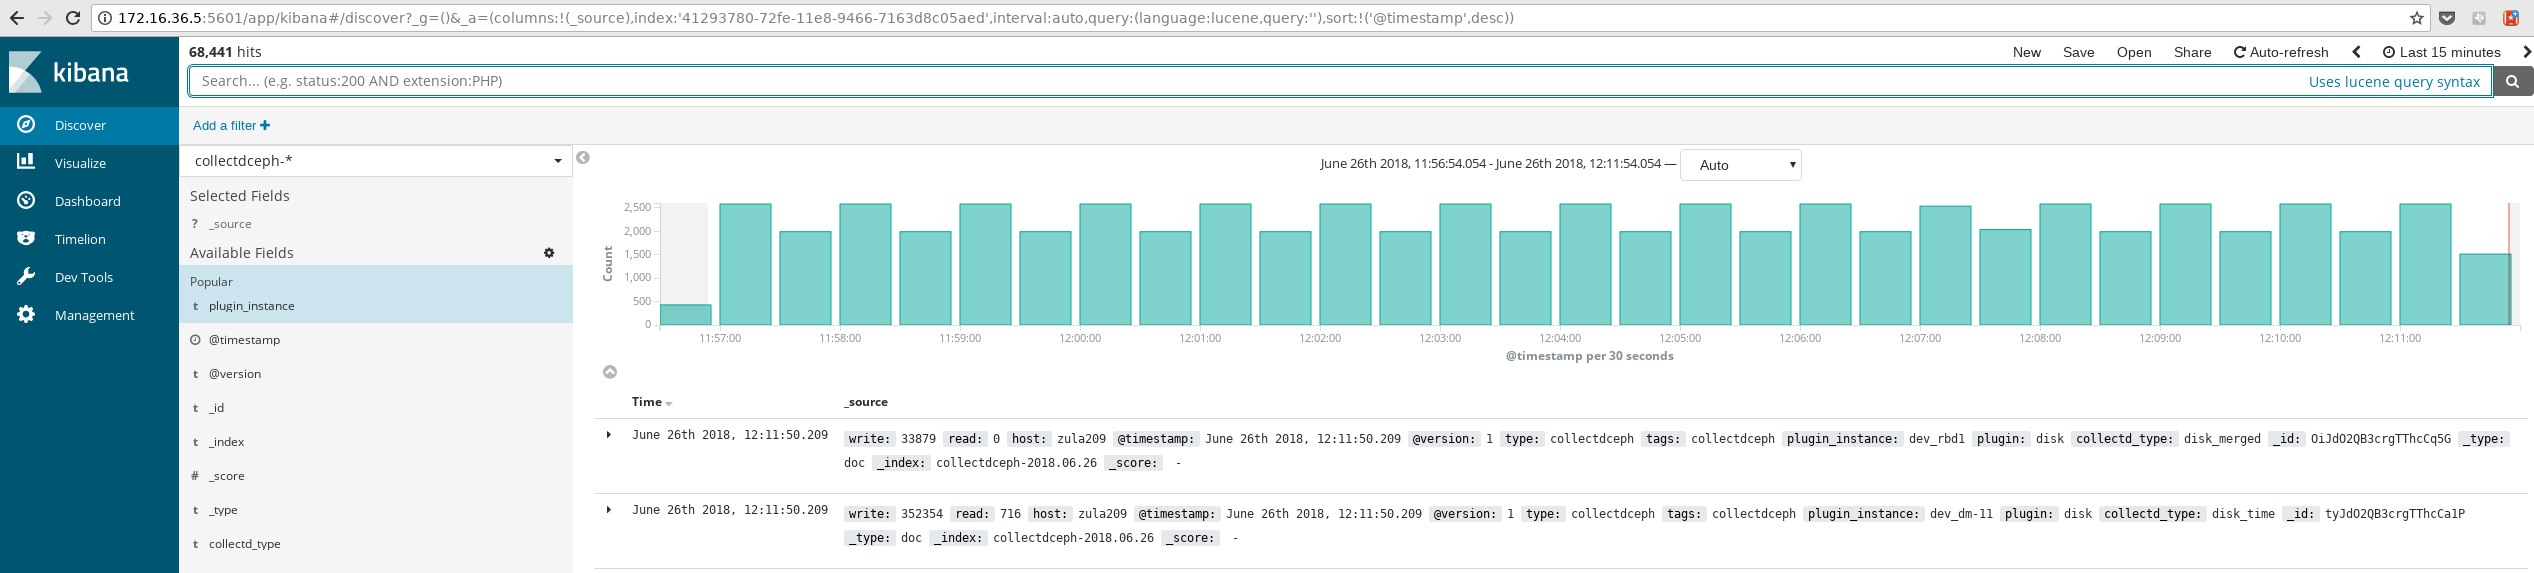 172.16.36.5:5601/app/kibana#/discover?_g=()&_a=(columns:!(_source),index:'41293780-72fe-11e8-9466-7163d8c05aed',interval:auto,query:(language:lucene,query:''),sort:!('@timestamp',desc))
kibana
68,441 hits
New Save Open Share Auto-refresh Last 15 minutes
Search... (e.g. status:200 AND extension:PHP) Uses lucene query syntax
Discover
Visualize
Dashboard
Timelion
Dev Tools
Management
Add a filter
collectdceph-*
Selected Fields
? _source
Available Fields
Popular
t plugin_instance
@timestamp
t @version
t _id
t _index
# _score
t _type
t collectd_type
June 26th 2018, 11:56:54.054 - June 26th 2018, 12:11:54.054 — Auto
Count
2,500
2,000
1,500
1,000
500
0
11:57:00 11:58:00 11:59:00 12:00:00 12:01:00 12:02:00 12:03:00 12:04:00 12:05:00 12:06:00 12:07:00 12:08:00 12:09:00 12:10:00 12:11:00
@timestamp per 30 seconds
Time _source
June 26th 2018, 12:11:50.209 write: 33879 read: 0 host: zula209 @timestamp: June 26th 2018, 12:11:50.209 @version: 1 type: collectdceph tags: collectdceph plugin_instance: dev_rbd1 plugin: disk collectd_type: disk_merged _id: OiJdO2QB3crgTThcCq5G _type:
doc _index: collectdceph-2018.06.26 _score: -
June 26th 2018, 12:11:50.209 write: 352354 read: 716 host: zula209 @timestamp: June 26th 2018, 12:11:50.209 @version: 1 type: collectdceph tags: collectdceph plugin_instance: dev_dm-11 plugin: disk collectd_type: disk_time _id: tyJdO2QB3crgTThcCa1P
_type: doc _index: collectdceph-2018.06.26 _score: -